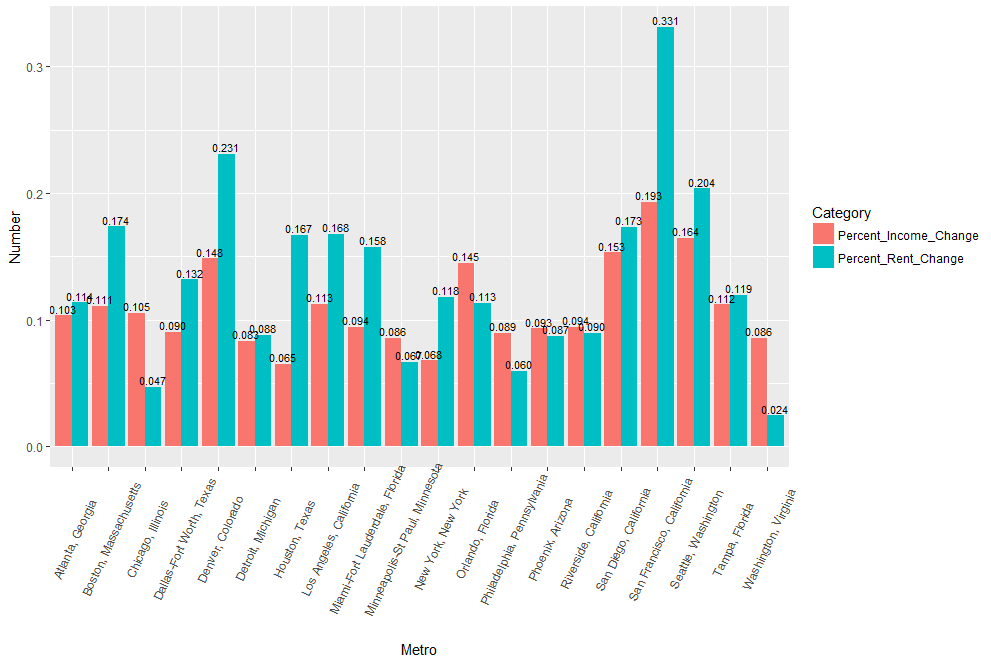 0.331
0.3
0.231
0.2
0.204
0.193
0.174
0.173
0.167
0.168
0.164
0.158
0.153
0.148
0.145
0.132
0.114
0.111
0.103
0.105
0.113
0.118
0.113
0.112
0.119
0.1
0.090
0.083
0.088
0.094
0.086
0.089
0.093
0.087
0.094
0.090
0.086
0.065
0.067
0.068
0.060
0.047
0.024
0.0
Number
Atlanta, Georgia
Boston, Massachusetts
Chicago, Illinois
Dallas-Fort Worth, Texas
Denver, Colorado
Detroit, Michigan
Houston, Texas
Los Angeles, California
Miami-Fort Lauderdale, Florida
Minneapolis-St Paul, Minnesota
New York, New York
Orlando, Florida
Philadelphia, Pennsylvania
Phoenix, Arizona
Riverside, California
San Diego, California
San Francisco, California
Seattle, Washington
Tampa, Florida
Washington, Virginia
Metro
Category
Percent_Income_Change
Percent_Rent_Change